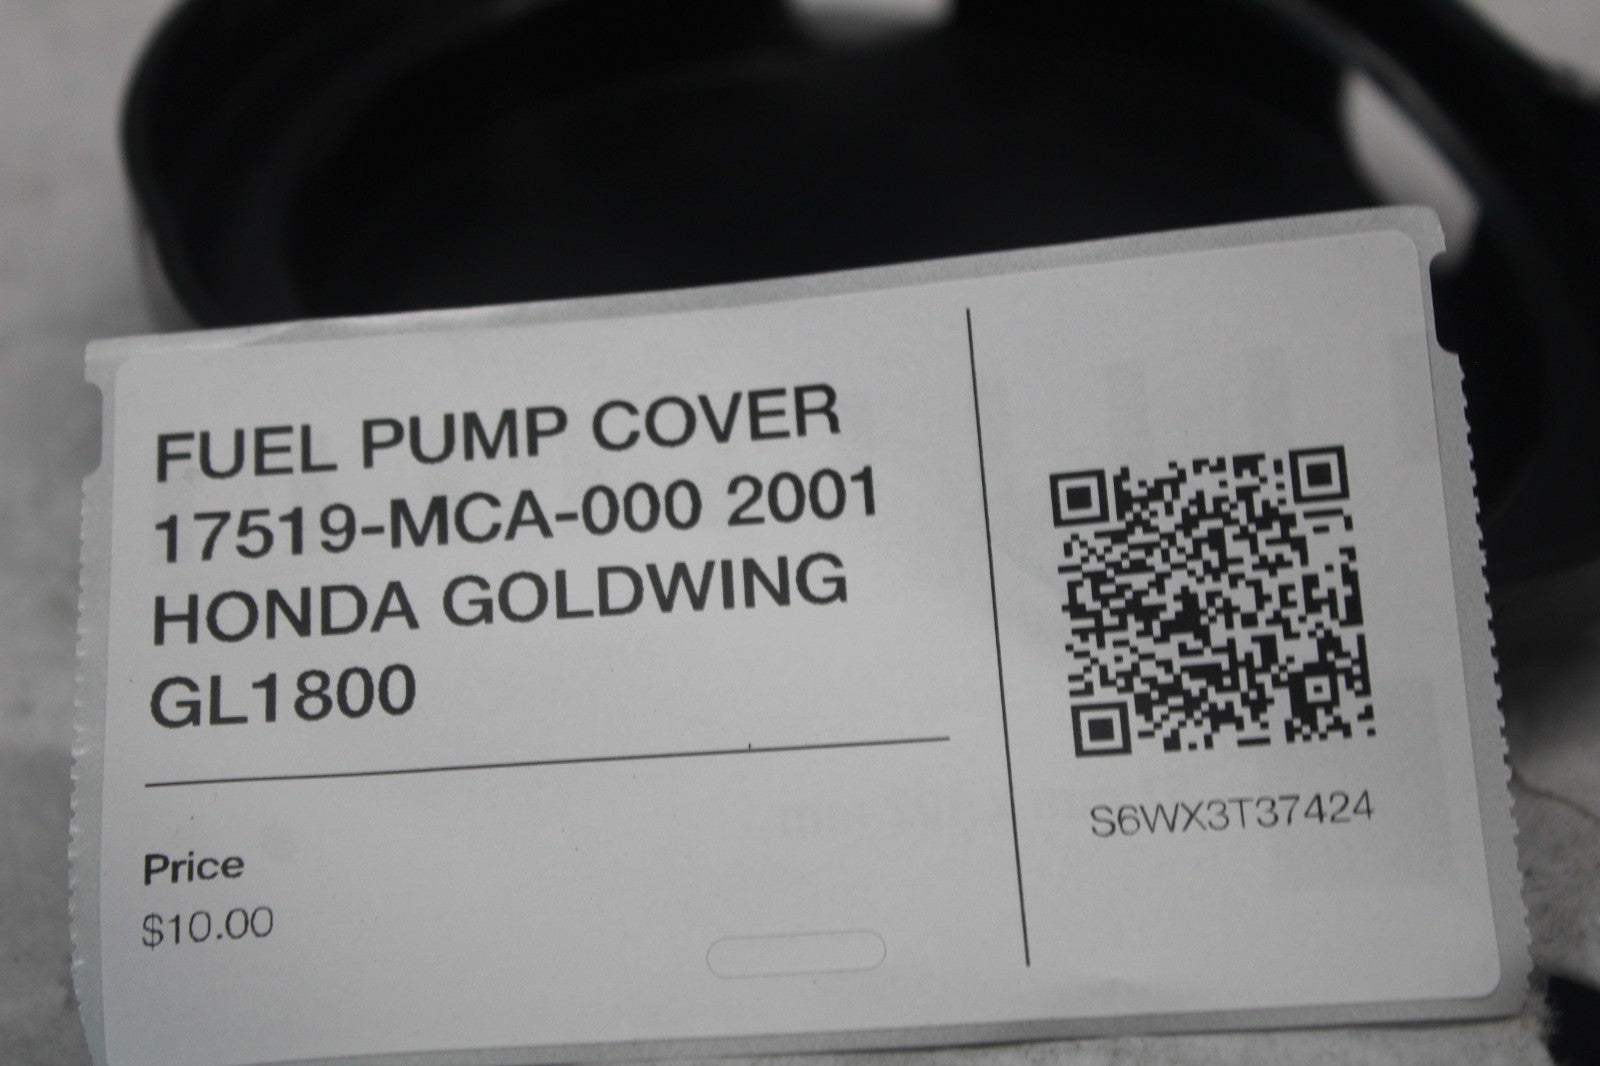 FUEL PUMP COVER
17519-MCA-000 2001
HONDA GOLDWING
GL1800
Price
$10.00
S6WX3T37424